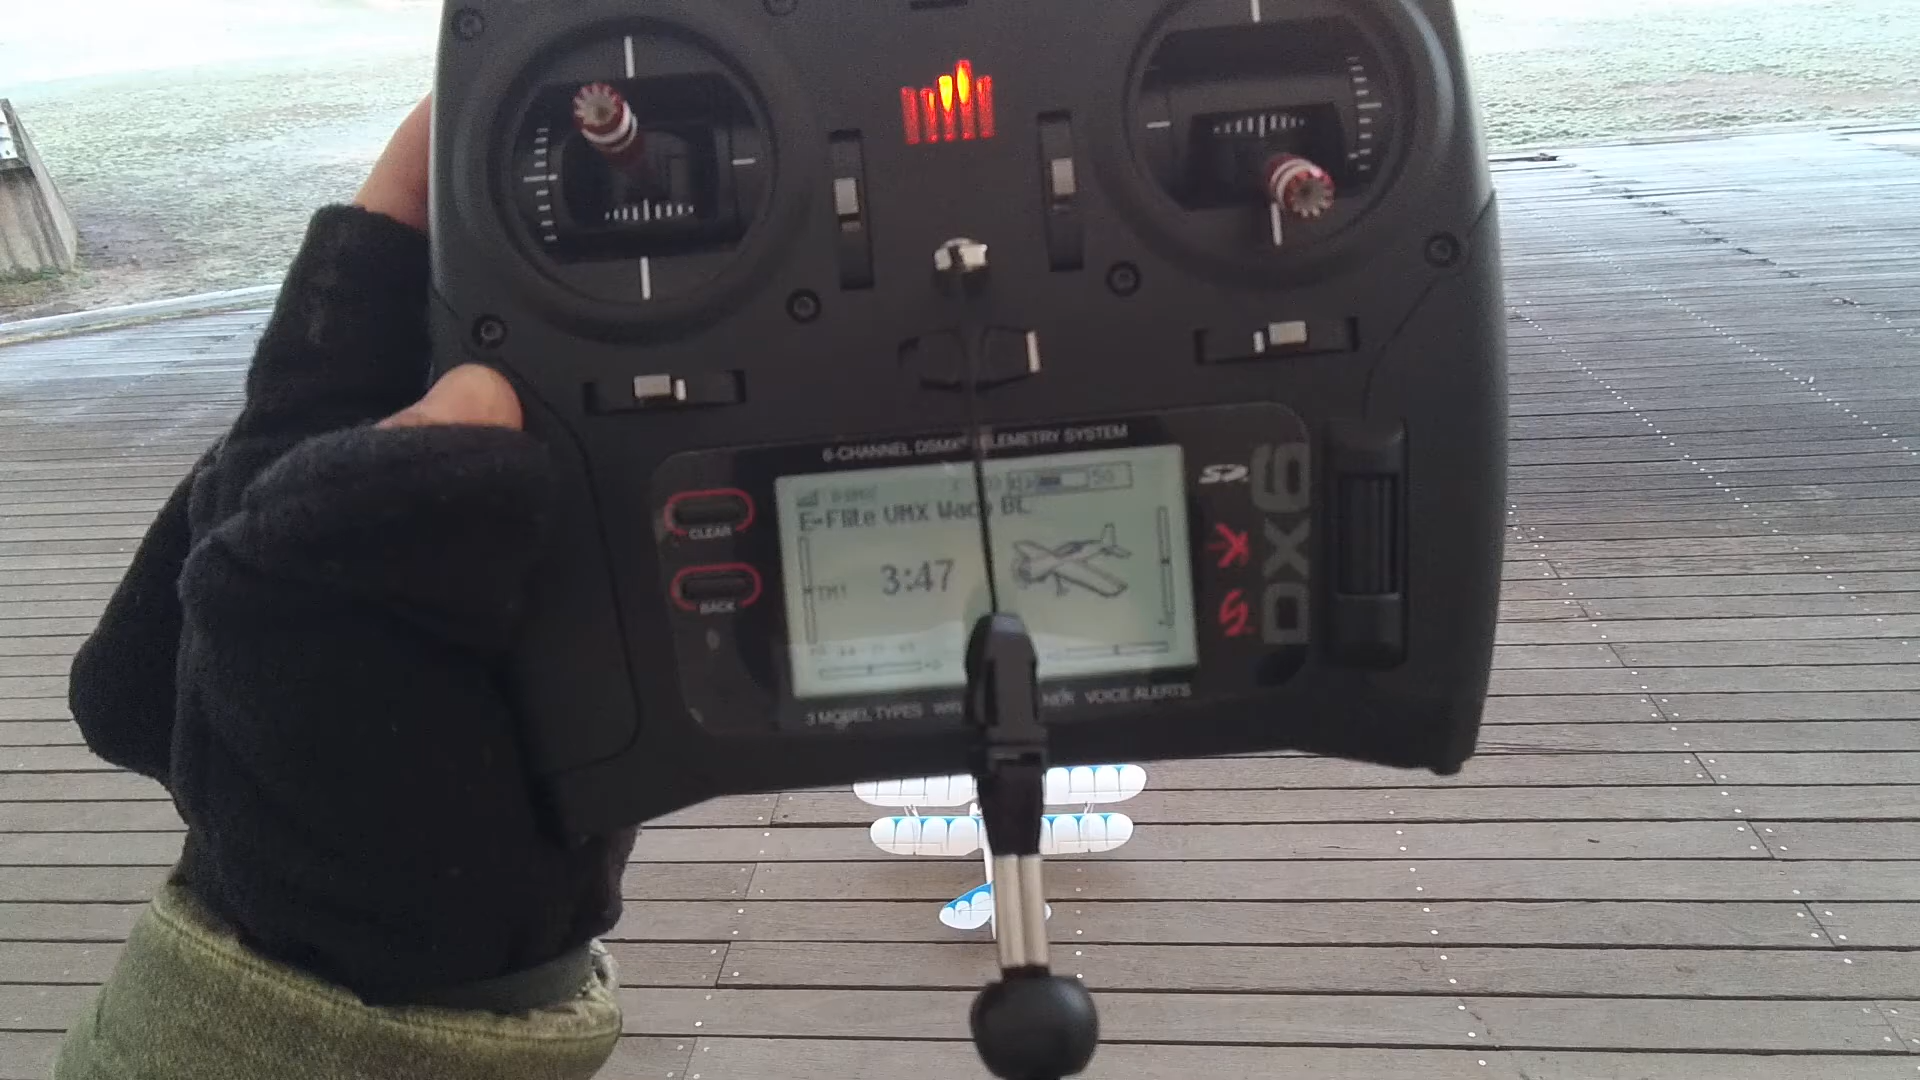 6-CHANNEL DSMX TELEMETRY SYSTEM
50
E-Flite UMX Waco BL
CLEAR
TM1
3:47
BACK
DX6
3 MODEL TYPES
VOICE ALERTS